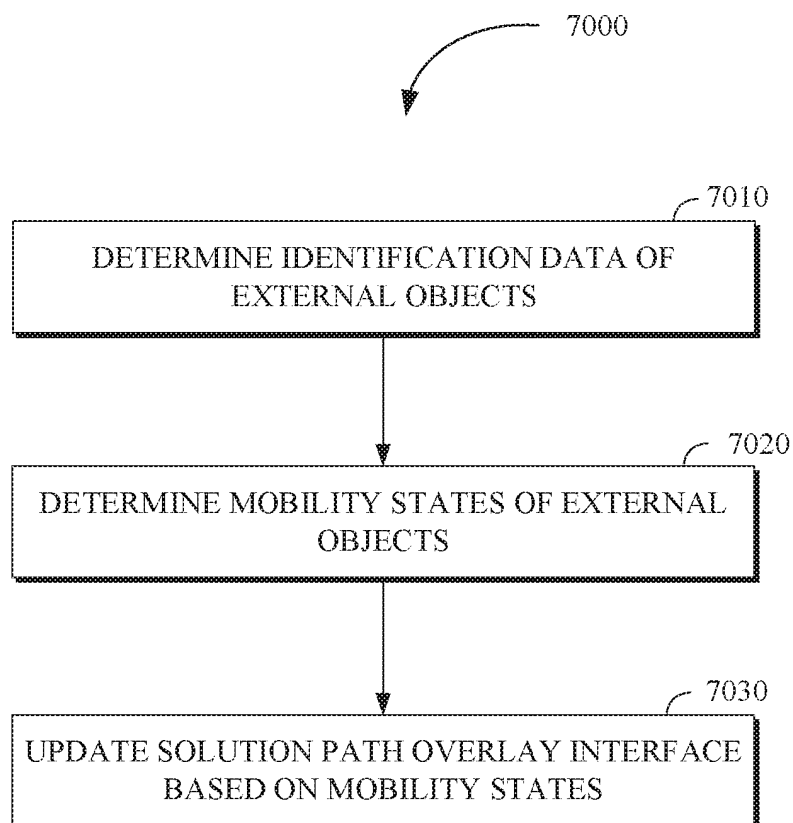 7000
7010
DETERMINE IDENTIFICATION DATA OF
EXTERNAL OBJECTS
7020
DETERMINE MOBILITY STATES OF EXTERNAL
OBJECTS
7030
UPDATE SOLUTION PATH OVERLAY INTERFACE
BASED ON MOBILITY STATES